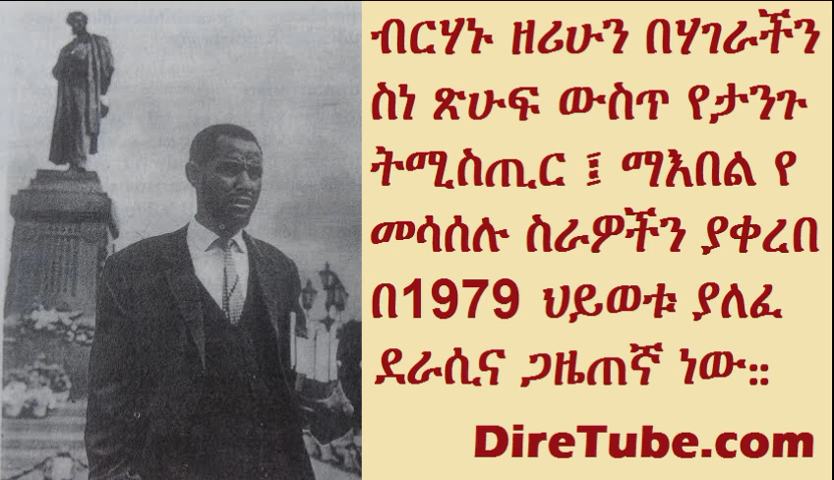 ብርሃኑ ዘሪሁን በሃገራችን
ስነ ጽሁፍ ውስጥ የታንጉ
ትሚስጢር ፤ ማእበል የ
መሳሰሉ ስራዎችን ያቀረበ
በ1979 ህይወቱ ያለፈ
ደራሲና ጋዜጠኛ ነው።
DireTube.com